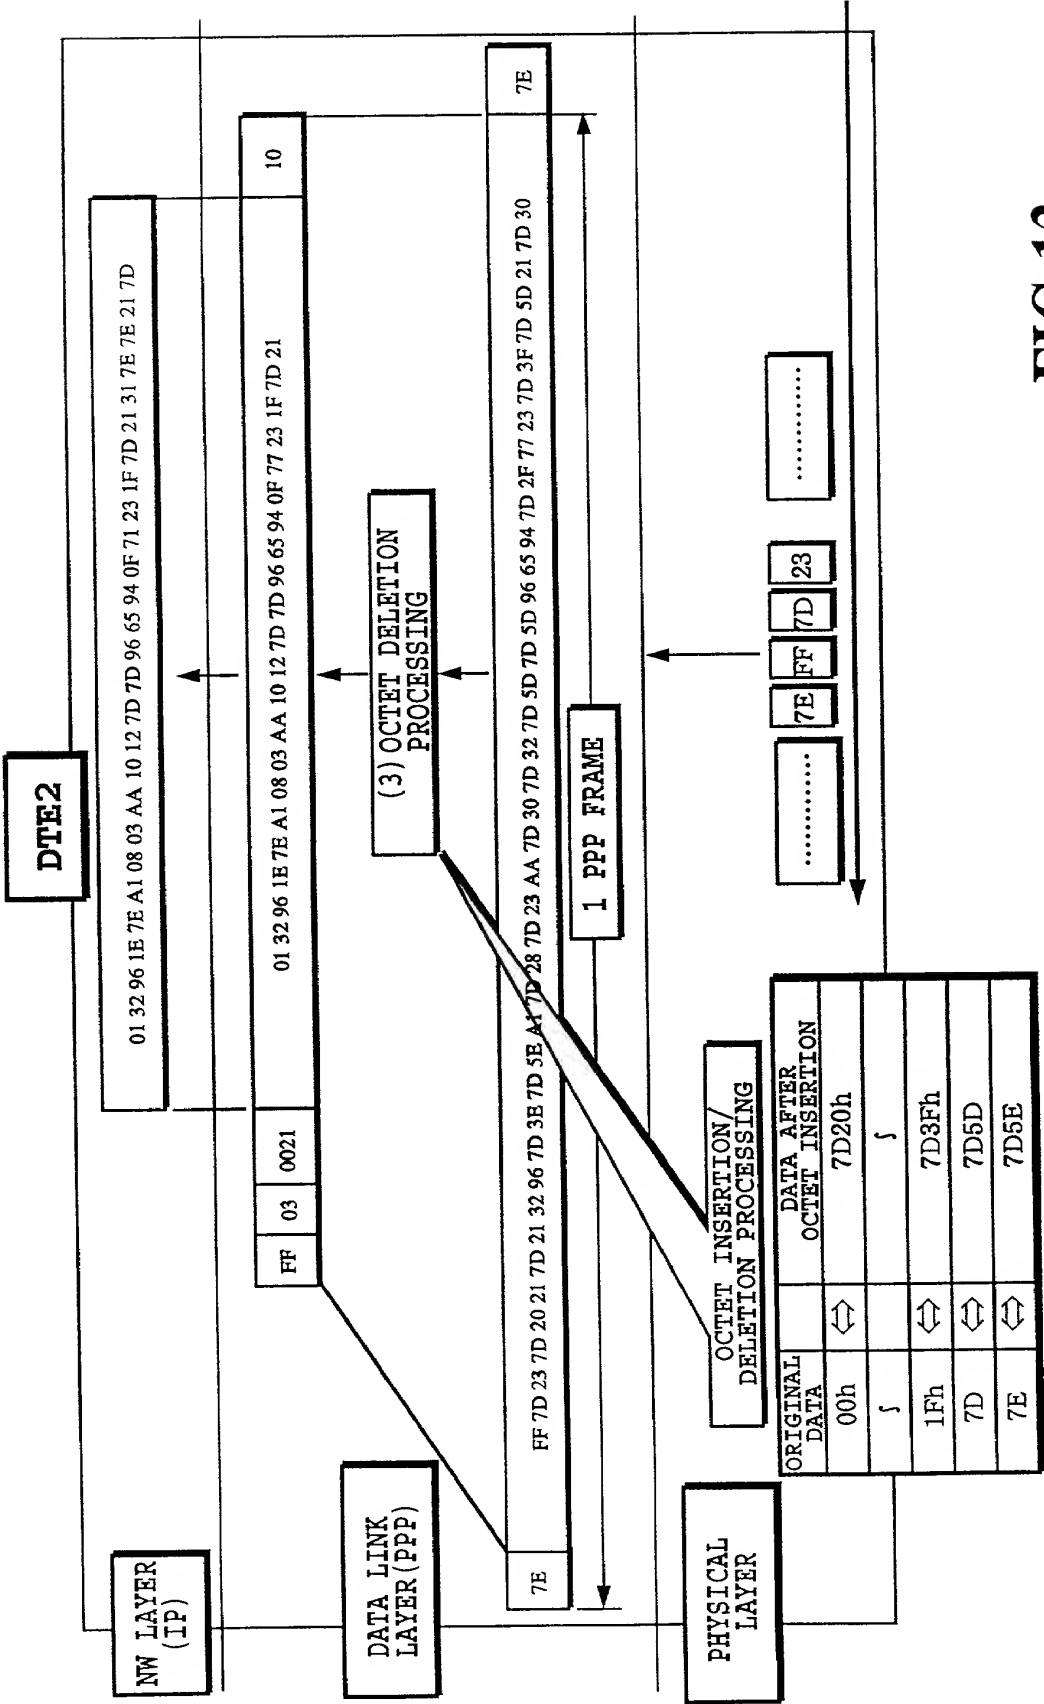 DTE2
NW LAYER
(IP)
01 32 96 1E 7E A1 08 03 AA 10 12 7D 7D 96 65 94 0F 71 23 1F 7D 21 31 7E 7E 21 7D
DATA LINK
LAYER(PPP)
FF 03 0021 01 32 96 1E 7E A1 08 03 AA 10 12 7D 7D 96 65 94 0F 77 23 1F 7D 21 10
(3) OCTET DELETION
PROCESSING
7E FF 7D 23 7D 20 21 7D 21 32 96 7D 3E 7D 5E A1 7D 28 7D 23 AA 7D 30 7D 32 7D 5D 7D 5D 96 65 94 7D 2F 77 23 7D 3F 7D 5D 21 7D 30 7E
1 PPP FRAME
PHYSICAL
LAYER
OCTET INSERTION/
DELETION PROCESSING
............ 7E FF 7D 23 ............
ORIGINAL
DATA
DATA AFTER
OCTET INSERTION
00h ⇔ 7D20h
∫ ∫
1Fh ⇔ 7D3Fh
7D ⇔ 7D5D
7E ⇔ 7D5E